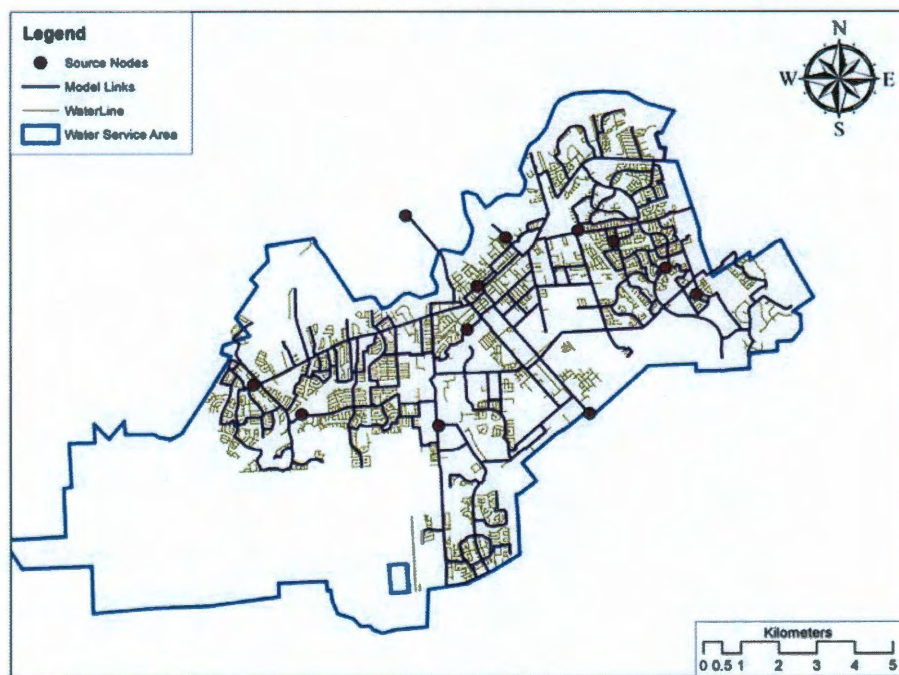 Legend
Source Nodes
Model Links
WaterLine
Water Service Area
N
W
E
S
Kilometers
0 0.5 1 2 3 4 5